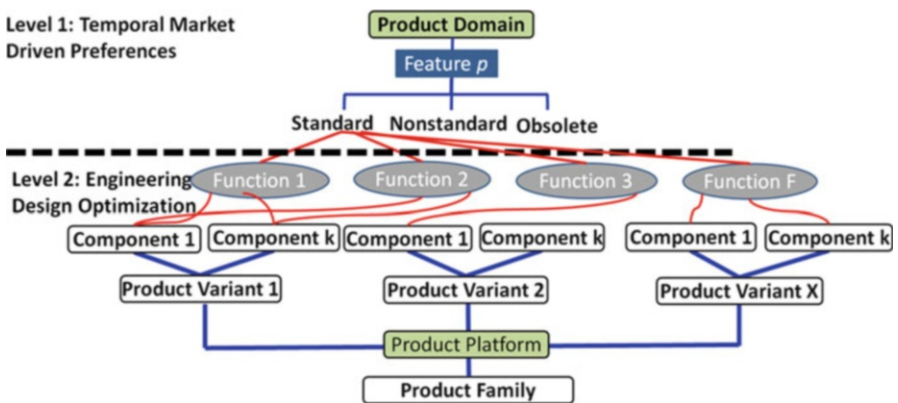 Level 1: Temporal Market
Driven Preferences
Product Domain
Feature p
Standard Nonstandard Obsolete
Level 2: Engineering
Design Optimization
Function 1 Function 2 Function 3 Function F
Component 1 Component k Component 1 Component k Component 1 Component k
Product Variant 1 Product Variant 2 Product Variant X
Product Platform
Product Family